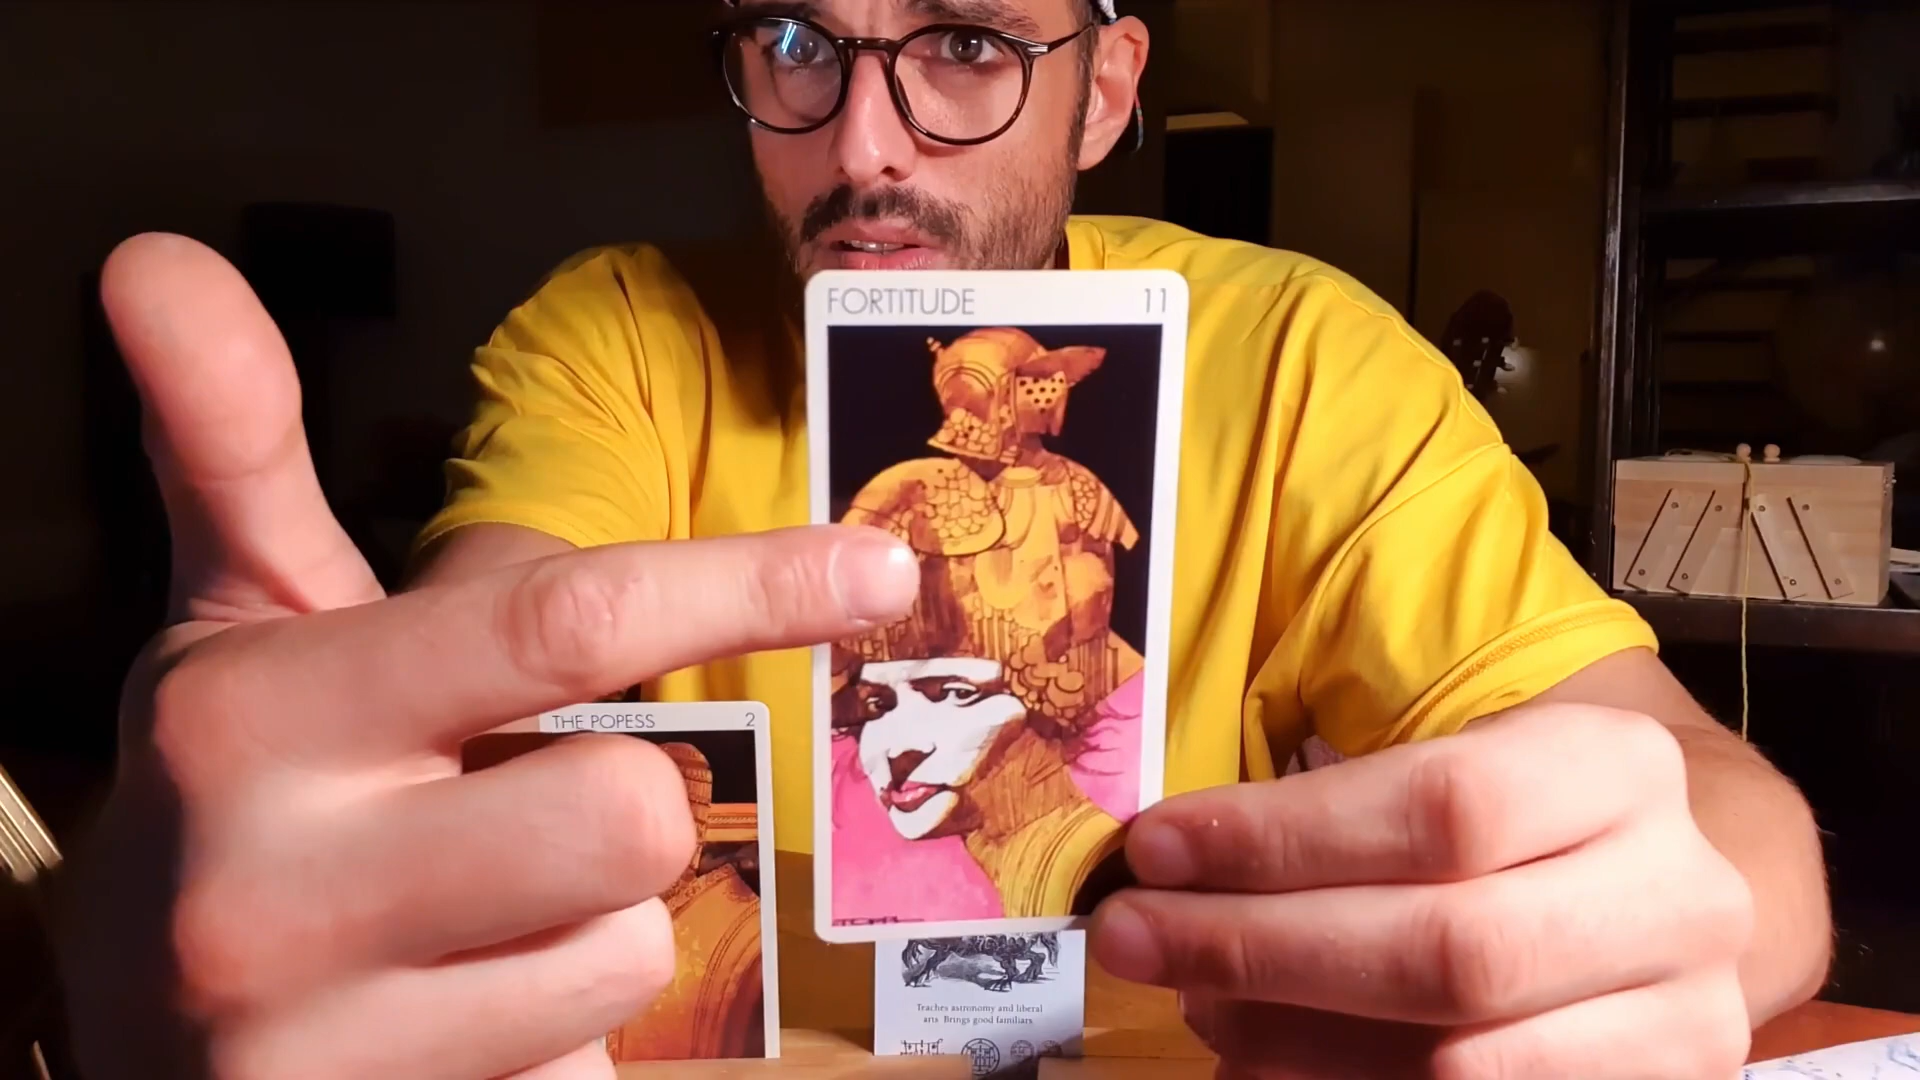 FORTITUDE 11
THE POPESS 2
Teaches astronomy and liberal
arts Brings good familiars